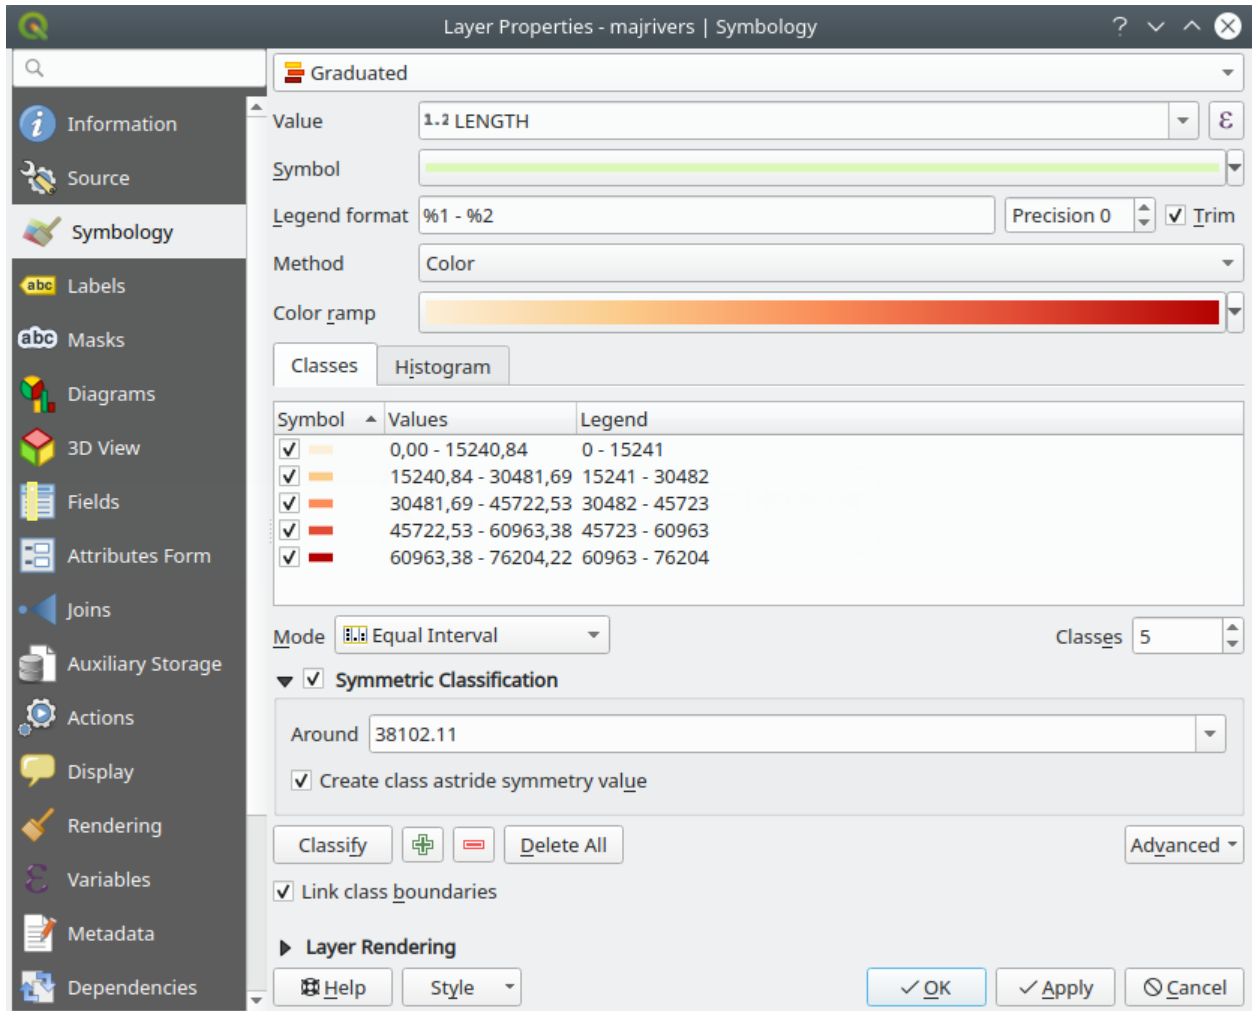 Layer Properties - majrivers | Symbology
Information
Source
Symbology
abc Labels
abc Masks
Diagrams
3D View
Fields
Attributes Form
Joins
Auxiliary Storage
Actions
Display
Rendering
Variables
Metadata
Dependencies
Graduated
Value 1.2 LENGTH ε
Symbol
Legend format %1 - %2 Precision 0 Trim
Method Color
Color ramp
Classes Histogram
Symbol Values Legend
0,00 - 15240,84 0 - 15241
15240,84 - 30481,69 15241 - 30482
30481,69 - 45722,53 30482 - 45723
45722,53 - 60963,38 45723 - 60963
60963,38 - 76204,22 60963 - 76204
Mode Equal Interval Classes 5
Symmetric Classification
Around 38102.11
Create class astride symmetry value
Classify Delete All Advanced
Link class boundaries
Layer Rendering
Help Style OK Apply Cancel